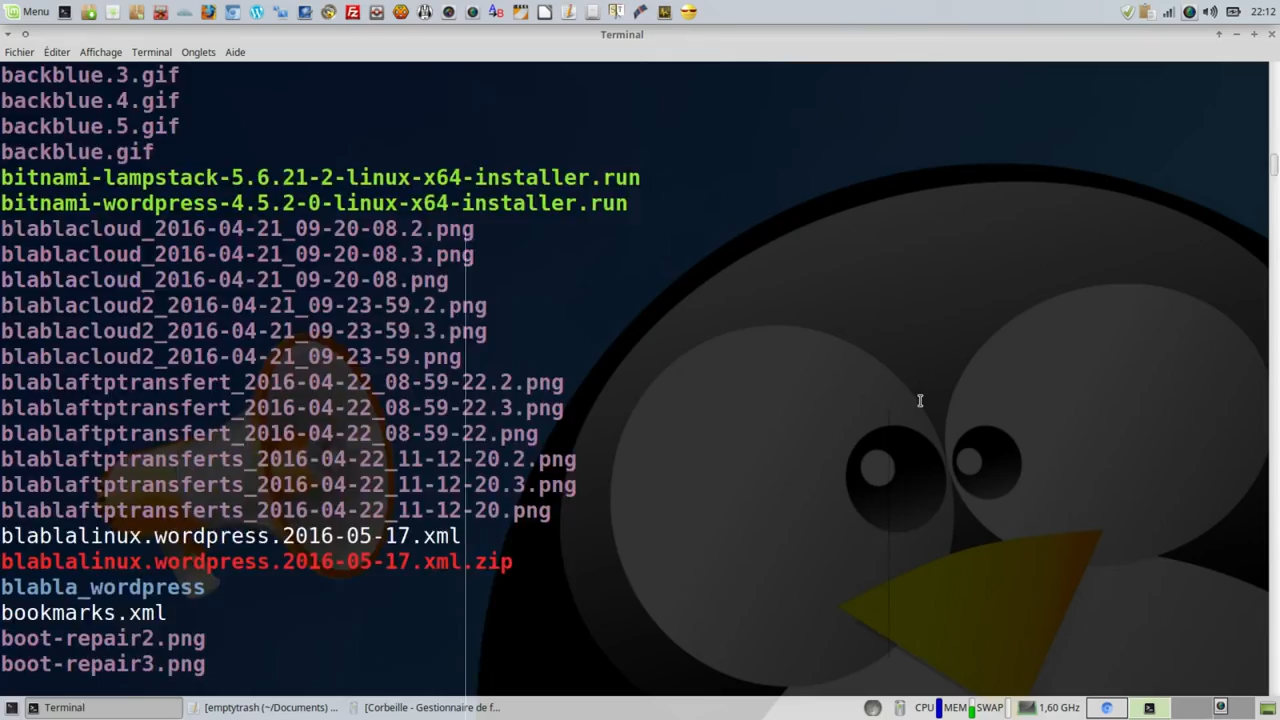 Menu
22:12
Terminal
Fichier Éditer Affichage Terminal Onglets Aide
backblue.3.gif
backblue.4.gif
backblue.5.gif
backblue.gif
bitnami-lampstack-5.6.21-2-linux-x64-installer.run
bitnami-wordpress-4.5.2-0-linux-x64-installer.run
blablacloud_2016-04-21_09-20-08.2.png
blablacloud_2016-04-21_09-20-08.3.png
blablacloud_2016-04-21_09-20-08.png
blablacloud2_2016-04-21_09-23-59.2.png
blablacloud2_2016-04-21_09-23-59.3.png
blablacloud2_2016-04-21_09-23-59.png
blablaftptransfert_2016-04-22_08-59-22.2.png
blablaftptransfert_2016-04-22_08-59-22.3.png
blablaftptransfert_2016-04-22_08-59-22.png
blablaftptransferts_2016-04-22_11-12-20.2.png
blablaftptransferts_2016-04-22_11-12-20.3.png
blablaftptransferts_2016-04-22_11-12-20.png
blablalinux.wordpress.2016-05-17.xml
blablalinux.wordpress.2016-05-17.xml.zip
blabla_wordpress
bookmarks.xml
boot-repair2.png
boot-repair3.png
Terminal [emptytrash (~/Documents) ... [Corbeille - Gestionnaire de f... CPU MEM SWAP 1,60 GHz